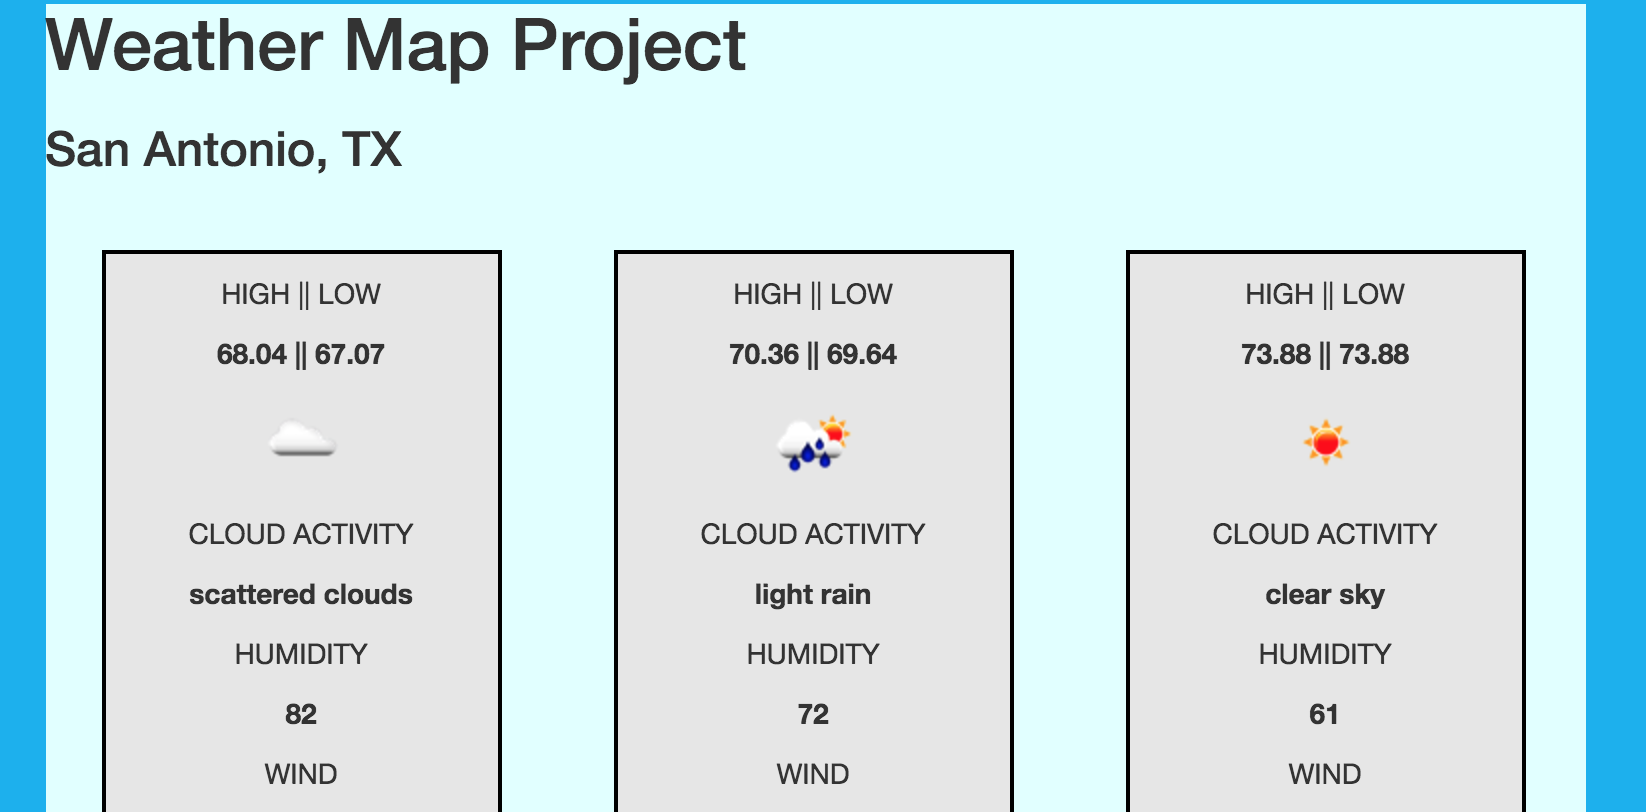 Weather Map Project
San Antonio, TX
HIGH || LOW
68.04 || 67.07
CLOUD ACTIVITY
scattered clouds
HUMIDITY
82
WIND
HIGH || LOW
70.36 || 69.64
CLOUD ACTIVITY
light rain
HUMIDITY
72
WIND
HIGH || LOW
73.88 || 73.88
CLOUD ACTIVITY
clear sky
HUMIDITY
61
WIND